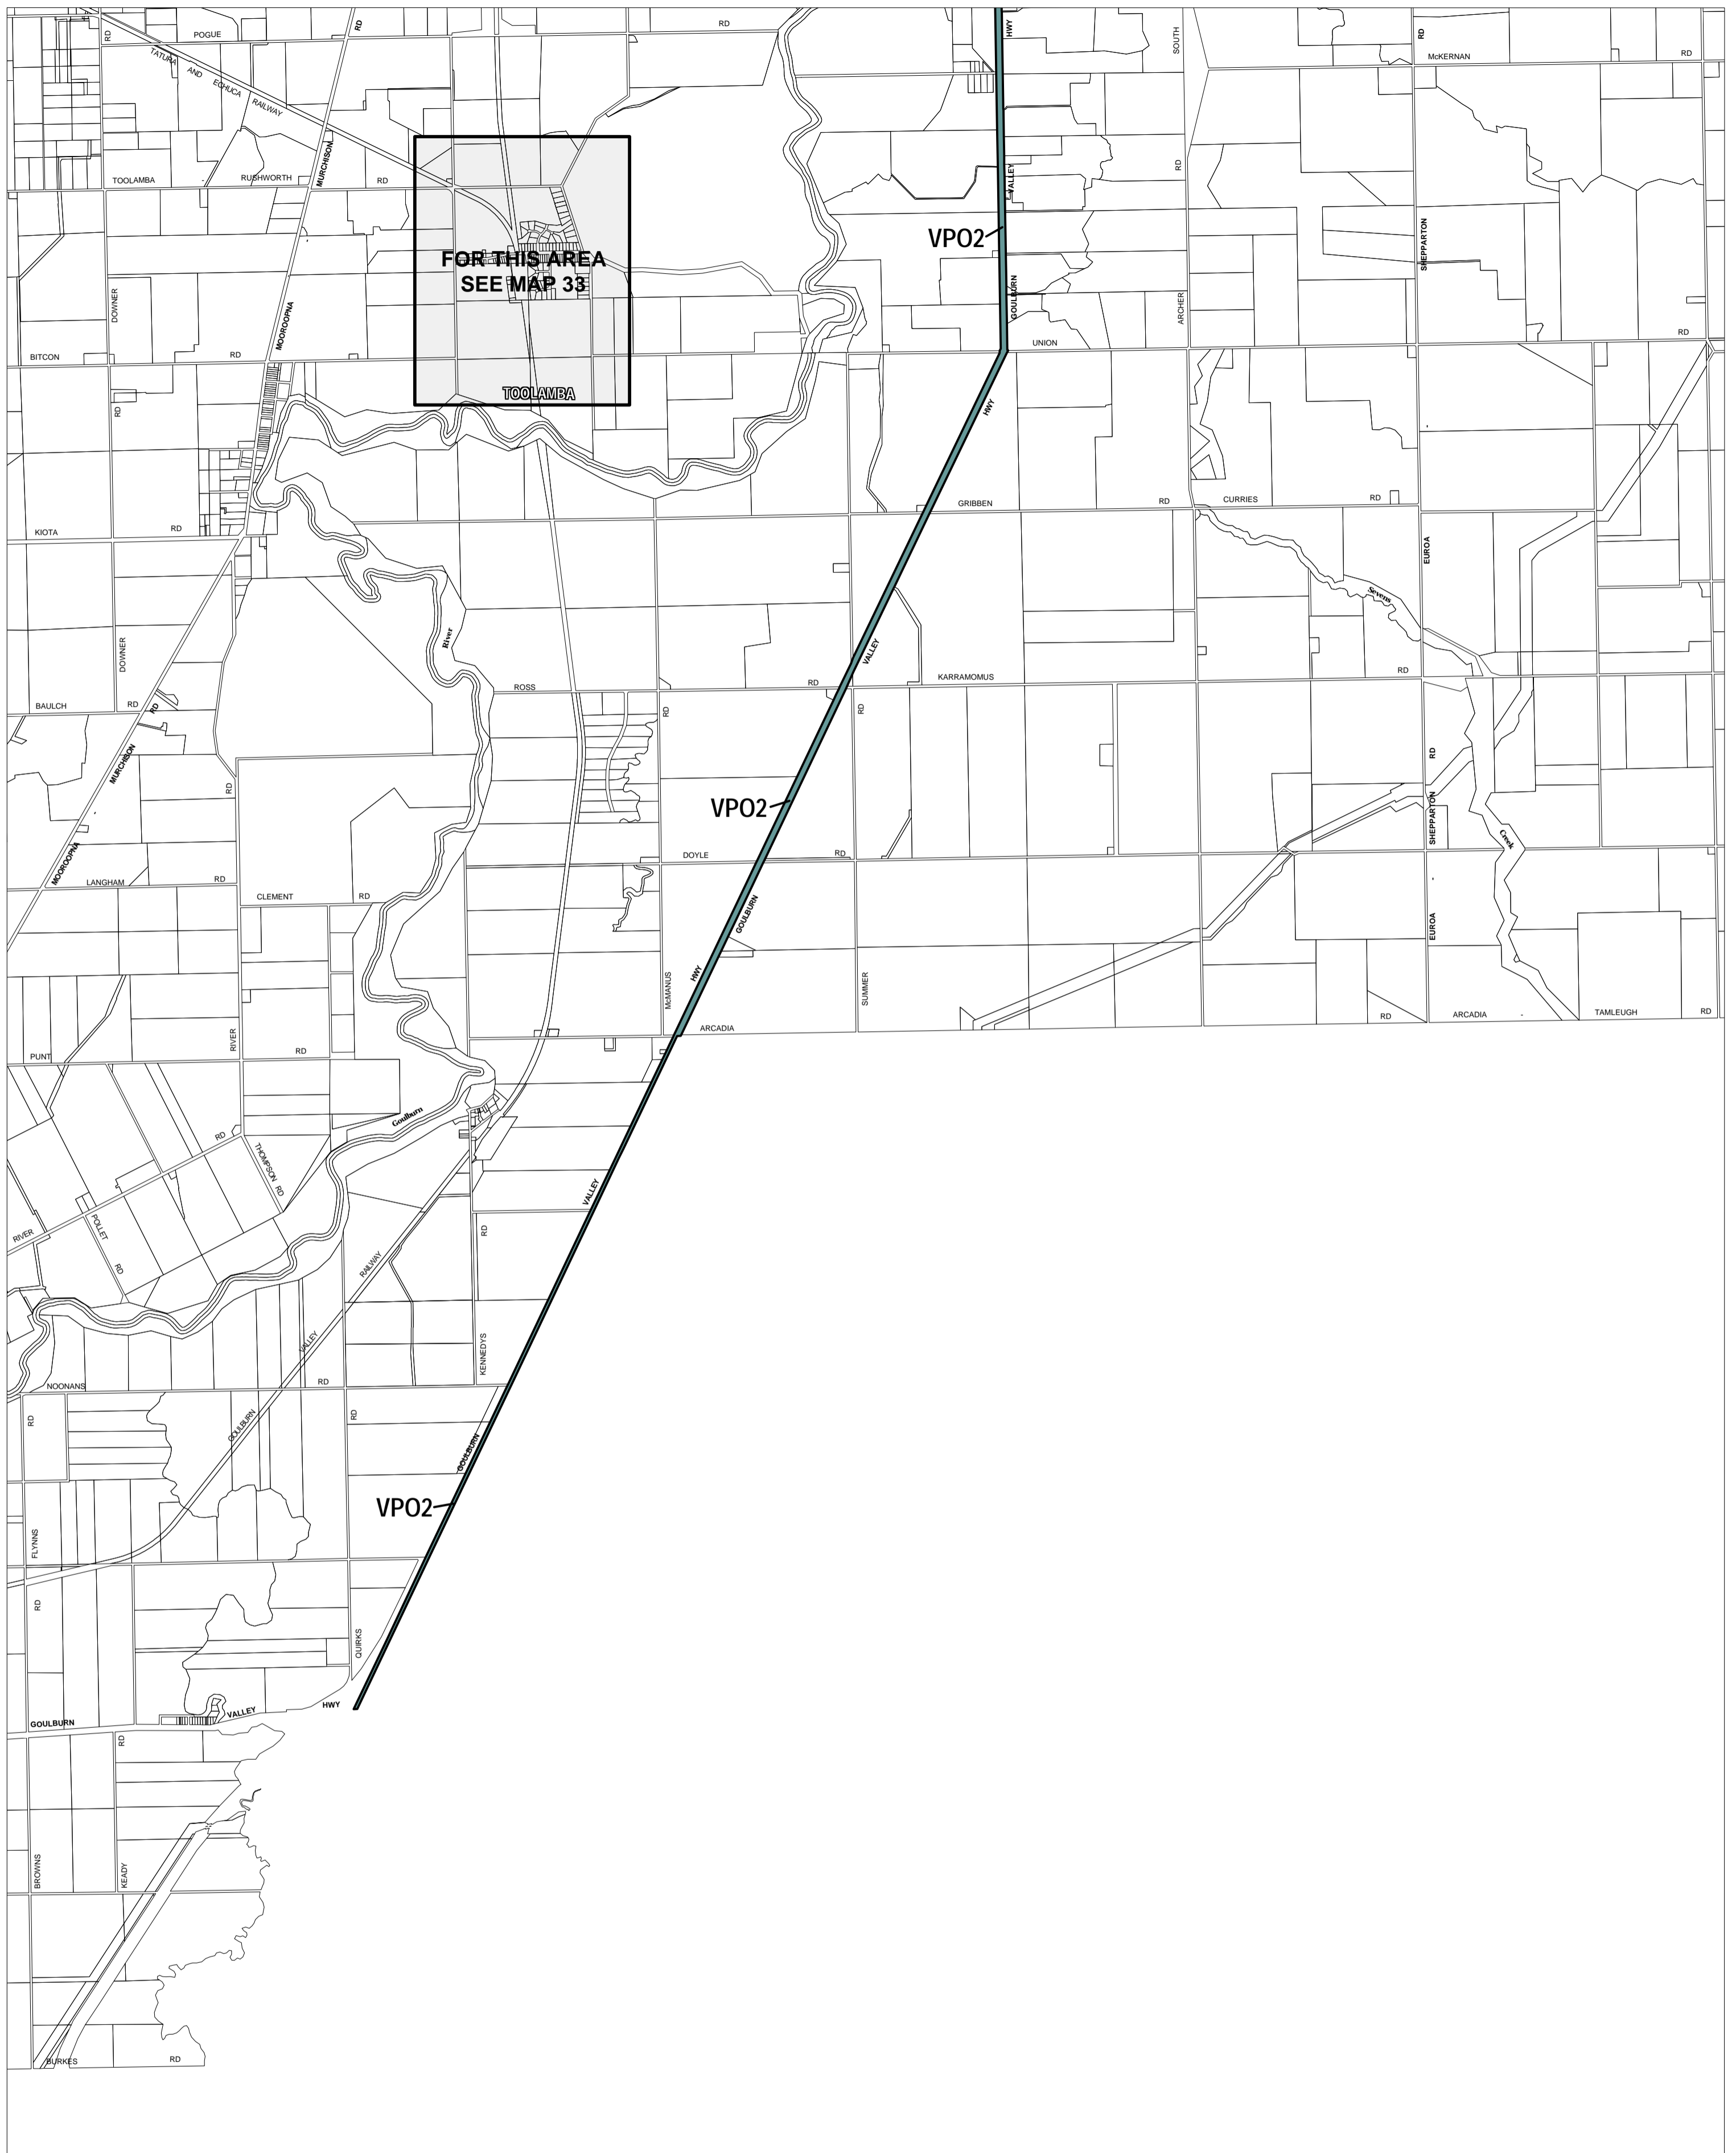 RD
HWY
POGUE
RD
RD
SOUTH
RD
McKERNAN
RD
TATURA
AND
ECHUCA
RAILWAY
MURCHISON
TOOLAMBA
RUSHWORTH
RD
VALLEY
RD
VPO2
SHEPPARTON
FOR THIS AREA
SEE MAP 33
DOWNER
MOOROOPNA
GOULBURN
ARCHER
RD
UNION
BITCON
RD
TOOLAMBA
RD
HWY
GRIBBEN
RD
CURRIES
RD
KIOTA
RD
EUROA
Sevens
River
DOWNER
VALLEY
RD
KARRAMOMUS
RD
ROSS
BAULCH
RD
RD
RD
RD
MURCHISON
RD
RD
VPO2
SHEPPARTON
Creek
MOOROOPNA
DOYLE
RD
LANGHAM
RD
CLEMENT
RD
GOULBURN
EUROA
HWY
McMANUS
SUMMER
RD
ARCADIA
TAMLEUGH
RD
ARCADIA
RIVER
PUNT
RD
Goulburn
RD
THOMPSON
RD
VALLEY
POLLET
RIVER
RD
RD
RAILWAY
VALLEY
KENNEDYS
NOONANS
RD
RD
RD
GOULBURN
GOULBURN
VPO2
FLYNNS
RD
QUIRKS
HWY
VALLEY
GOULBURN
RD
BROWNS
KEADY
BURKES
RD